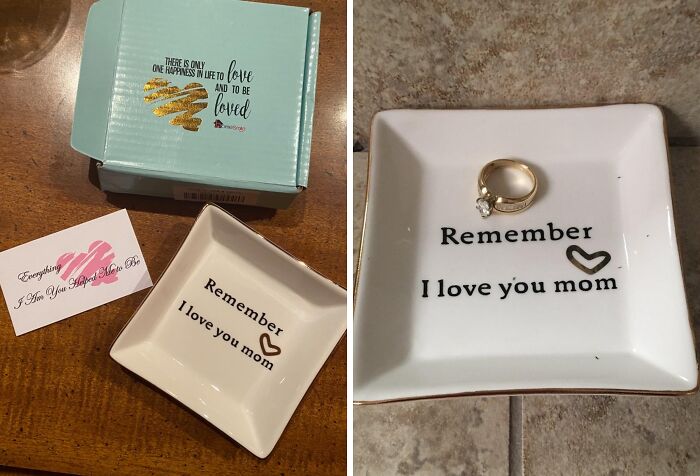 THERE IS ONLY
ONE HAPPINESS IN LIFE TO love
AND TO BE
loved
Everything
I Am You Helped Me to Be
Remember
I love you mom
Remember
I love you mom